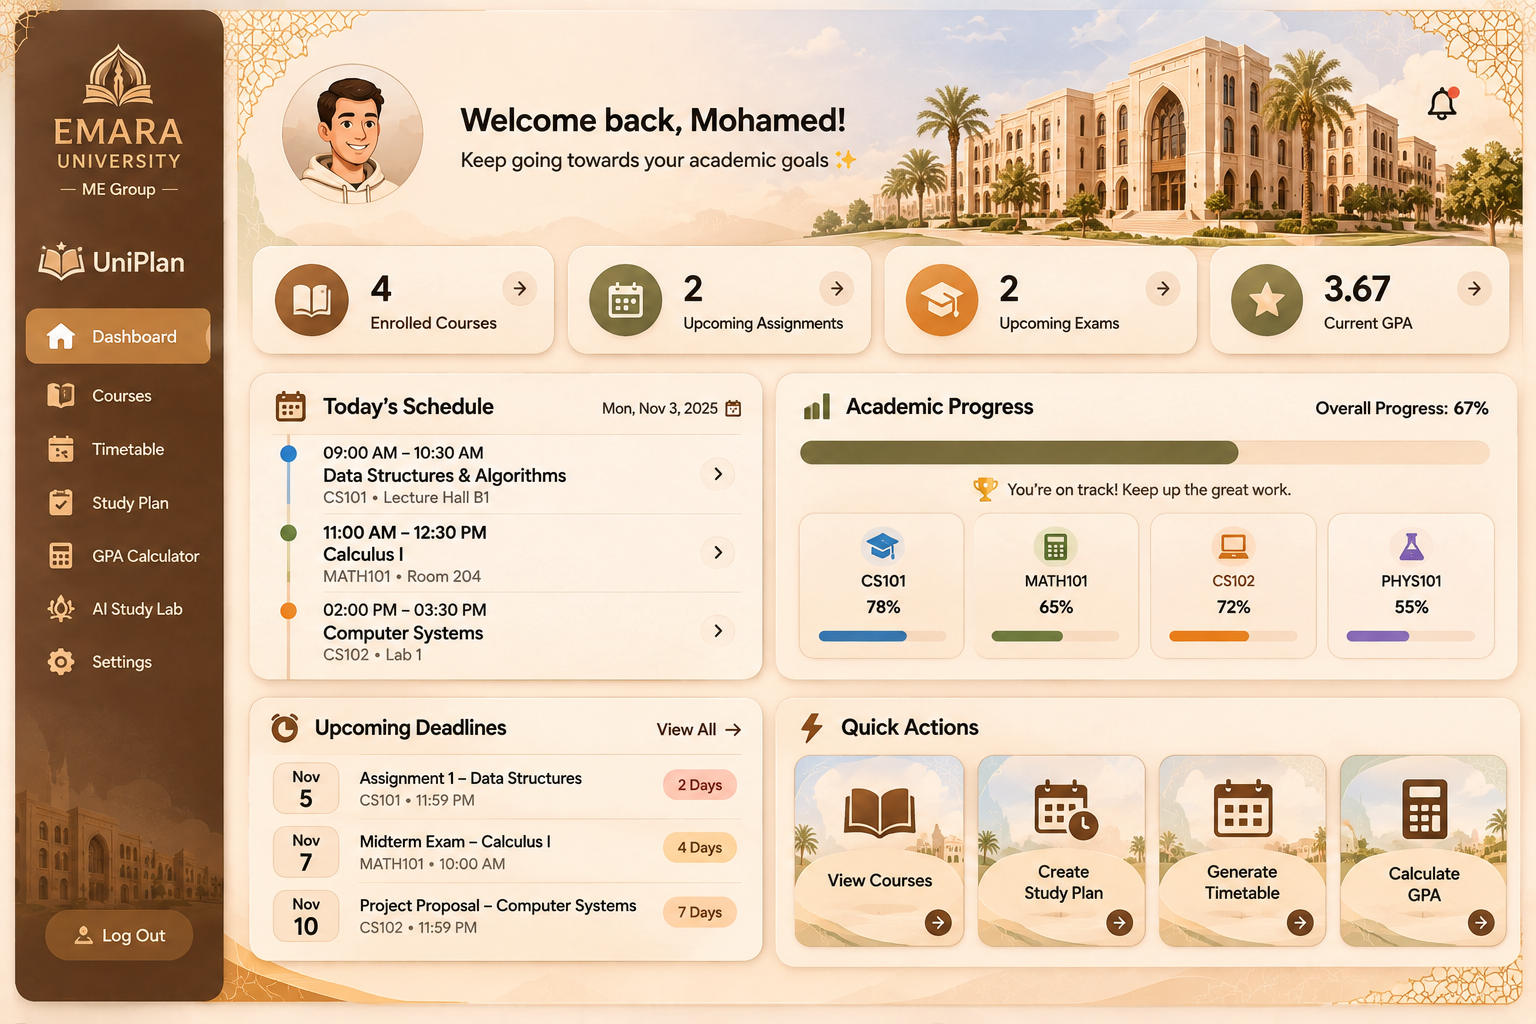 EMARA
UNIVERSITY
— ME Group —
UniPlan
Dashboard
Courses
Timetable
Study Plan
GPA Calculator
AI Study Lab
Settings
Log Out
Welcome back, Mohamed!
Keep going towards your academic goals ✨
4
Enrolled Courses
2
Upcoming Assignments
2
Upcoming Exams
3.67
Current GPA
Today's Schedule
Mon, Nov 3, 2025
09:00 AM – 10:30 AM
Data Structures & Algorithms
CS101 • Lecture Hall B1
11:00 AM – 12:30 PM
Calculus I
MATH101 • Room 204
02:00 PM – 03:30 PM
Computer Systems
CS102 • Lab 1
Academic Progress
Overall Progress: 67%
You're on track! Keep up the great work.
CS101
78%
MATH101
65%
CS102
72%
PHYS101
55%
Upcoming Deadlines
View All →
Nov
5
Assignment 1 – Data Structures
CS101 • 11:59 PM
2 Days
Nov
7
Midterm Exam – Calculus I
MATH101 • 10:00 AM
4 Days
Nov
10
Project Proposal – Computer Systems
CS102 • 11:59 PM
7 Days
Quick Actions
View Courses
Create
Study Plan
Generate
Timetable
Calculate
GPA